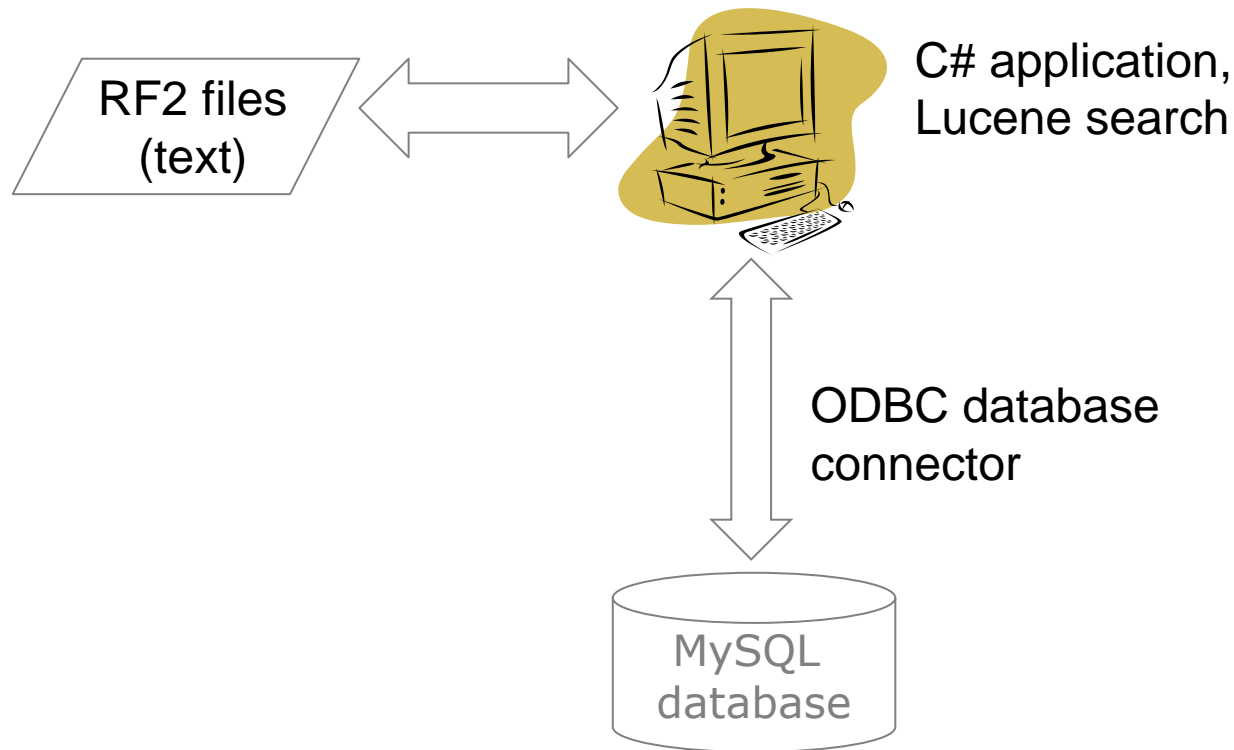 RF2 files
(text)
C# application,
Lucene search
ODBC database
connector
MySQL
database